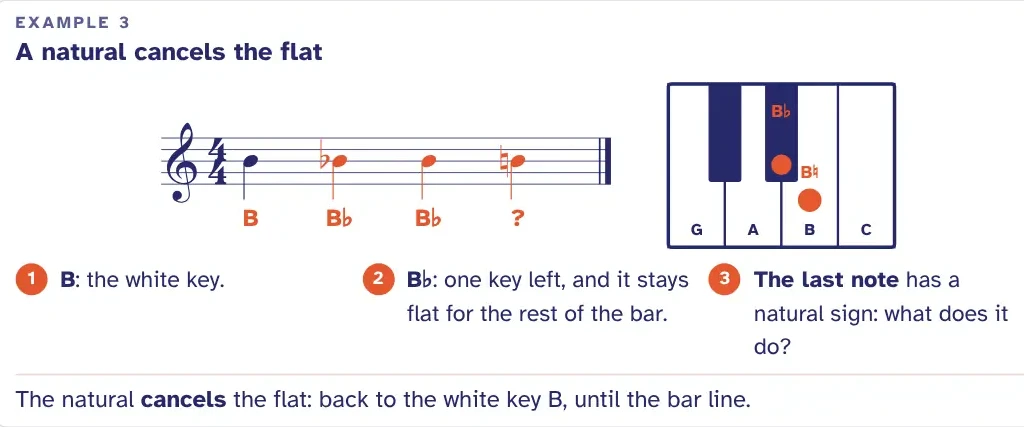 EXAMPLE 3
A natural cancels the flat
4
4
B B♭ B♭ ?
B♭
B♮
G A B C
1 B: the white key.
2 B♭: one key left, and it stays
flat for the rest of the bar.
3 The last note has a
natural sign: what does it
do?
The natural cancels the flat: back to the white key B, until the bar line.